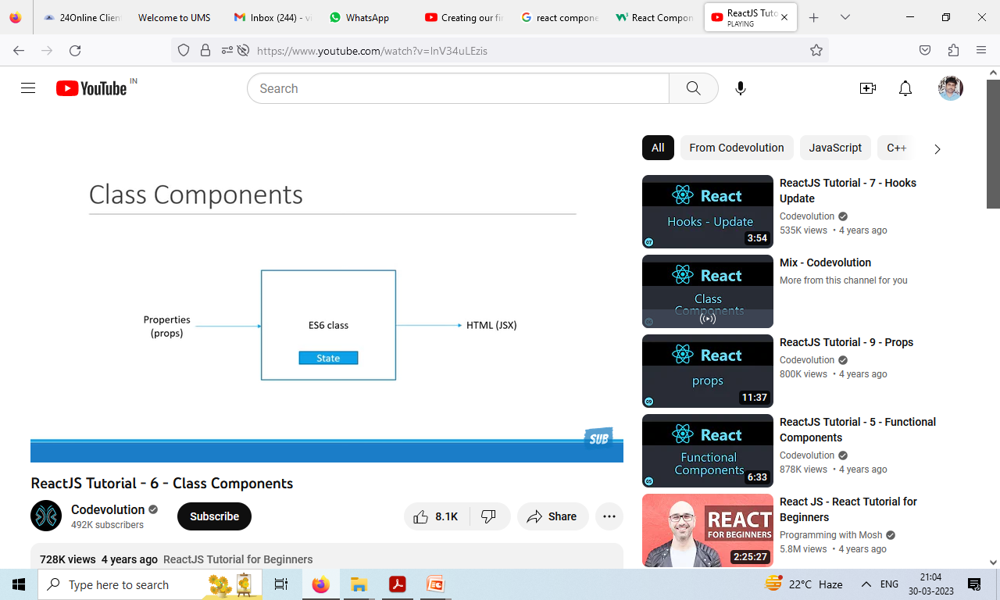 24Online Clien
Welcome to UMS
Inbox (244) - vi
WhatsApp
Creating our fir
react compone
React Compon
ReactJS Tuto
PLAYING
https://www.youtube.com/watch?v=lnV34uLEzis
YouTube IN
Search
Class Components
Properties
(props)
ES6 class
State
HTML (JSX)
SUB
ReactJS Tutorial - 6 - Class Components
Codevolution
492K subscribers
Subscribe
8.1K
Share
728K views 4 years ago ReactJS Tutorial for Beginners
All
From Codevolution
JavaScript
C++
React
Hooks - Update
07
3:54
ReactJS Tutorial - 7 - Hooks
Update
Codevolution
535K views • 4 years ago
React
Class
Components
Mix - Codevolution
More from this channel for you
React
props
09
11:37
ReactJS Tutorial - 9 - Props
Codevolution
800K views • 4 years ago
React
Functional
Components
05
6:33
ReactJS Tutorial - 5 - Functional
Components
Codevolution
878K views • 4 years ago
REACT
FOR BEGINNERS
2:25:27
React JS - React Tutorial for
Beginners
Programming with Mosh
5.8M views • 4 years ago
Type here to search
22°C Haze
ENG
21:04
30-03-2023